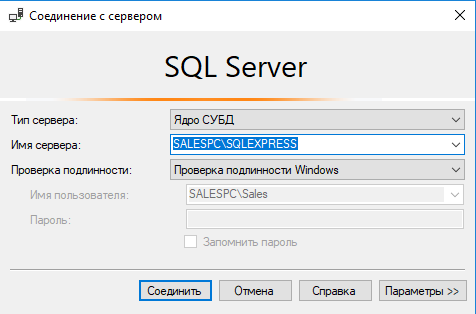 Соединение с сервером
SQL Server
Тип сервера: Ядро СУБД
Имя сервера: SALESPC\SQLEXPRESS
Проверка подлинности: Проверка подлинности Windows
Имя пользователя: SALESPC\Sales
Пароль:
Запомнить пароль
Соединить Отмена Справка Параметры >>